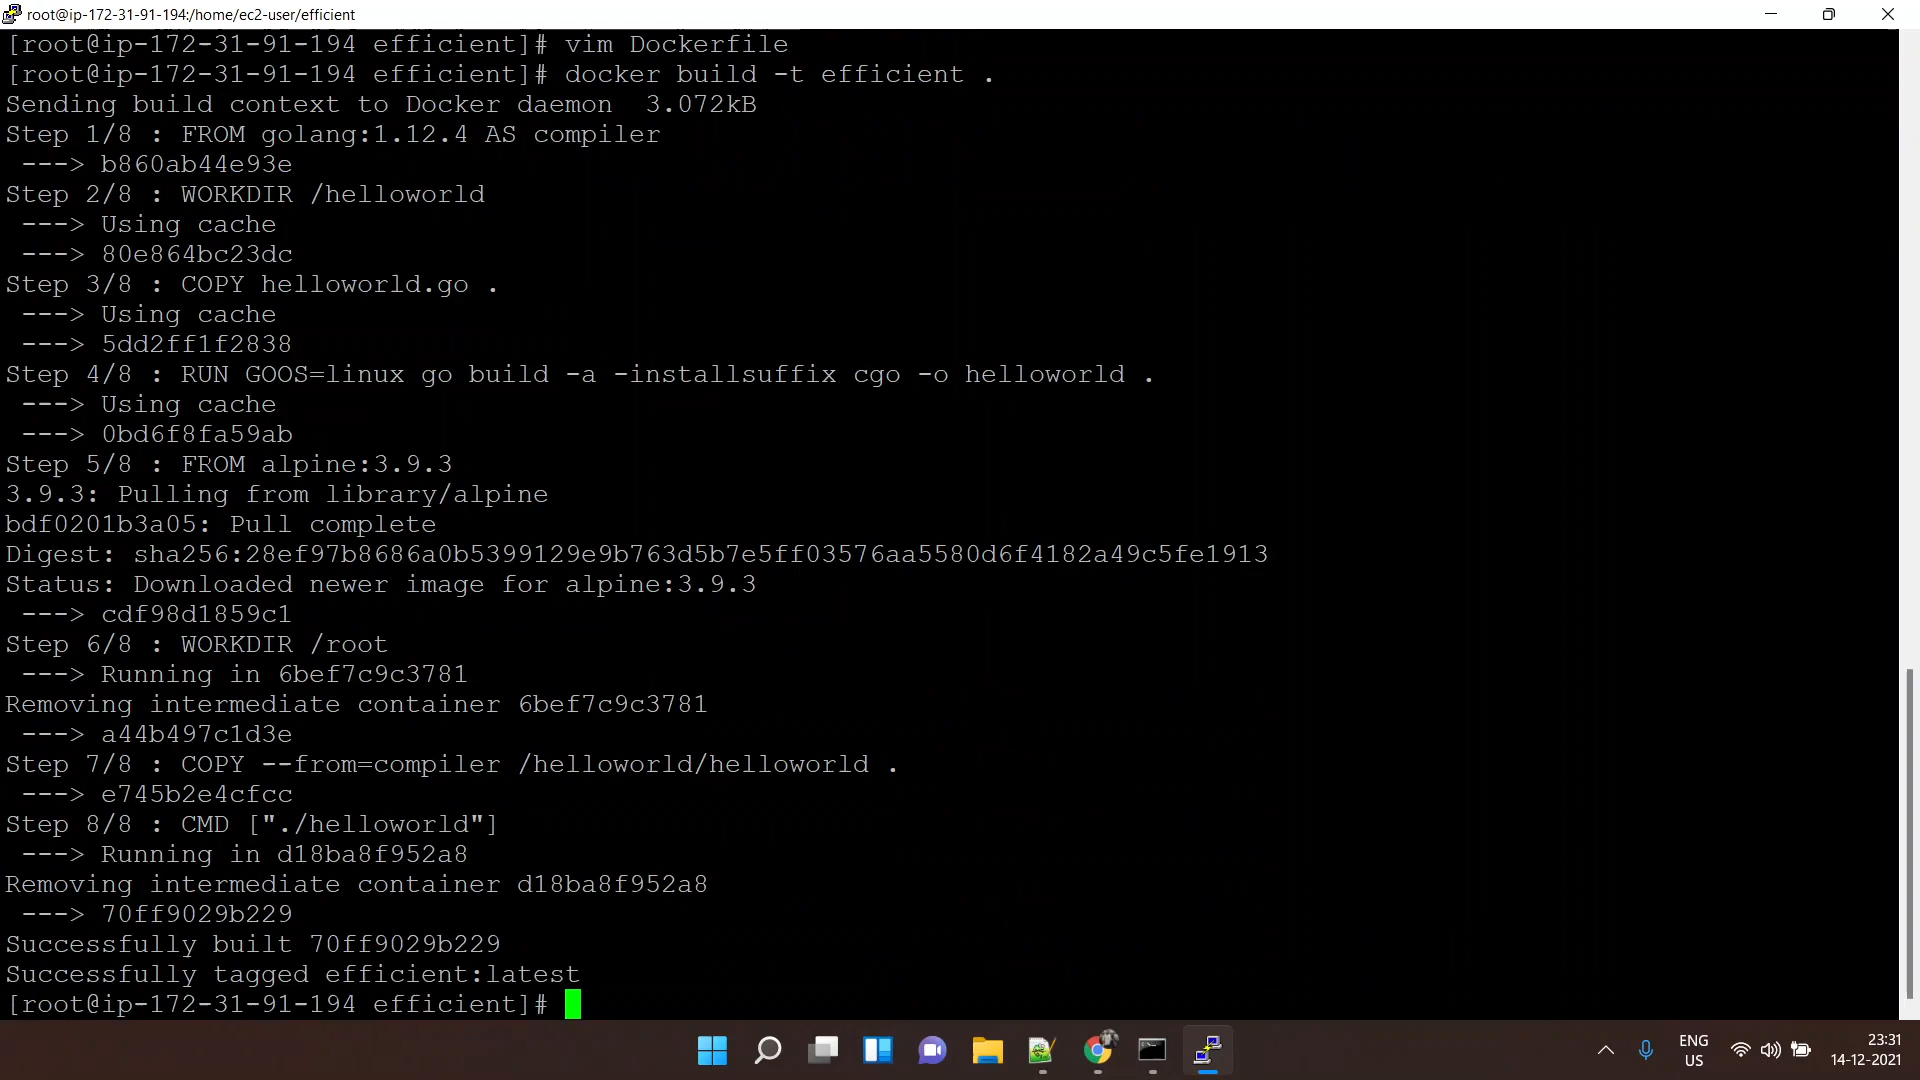 root@ip-172-31-91-194:/home/ec2-user/efficient
[root@ip-172-31-91-194 efficient]# vim Dockerfile
[root@ip-172-31-91-194 efficient]# docker build -t efficient .
Sending build context to Docker daemon  3.072kB
Step 1/8 : FROM golang:1.12.4 AS compiler
 ---> b860ab44e93e
Step 2/8 : WORKDIR /helloworld
 ---> Using cache
 ---> 80e864bc23dc
Step 3/8 : COPY helloworld.go .
 ---> Using cache
 ---> 5dd2ff1f2838
Step 4/8 : RUN GOOS=linux go build -a -installsuffix cgo -o helloworld .
 ---> Using cache
 ---> 0bd6f8fa59ab
Step 5/8 : FROM alpine:3.9.3
3.9.3: Pulling from library/alpine
bdf0201b3a05: Pull complete
Digest: sha256:28ef97b8686a0b5399129e9b763d5b7e5ff03576aa5580d6f4182a49c5fe1913
Status: Downloaded newer image for alpine:3.9.3
 ---> cdf98d1859c1
Step 6/8 : WORKDIR /root
 ---> Running in 6bef7c9c3781
Removing intermediate container 6bef7c9c3781
 ---> a44b497c1d3e
Step 7/8 : COPY --from=compiler /helloworld/helloworld .
 ---> e745b2e4cfcc
Step 8/8 : CMD ["./helloworld"]
 ---> Running in d18ba8f952a8
Removing intermediate container d18ba8f952a8
 ---> 70ff9029b229
Successfully built 70ff9029b229
Successfully tagged efficient:latest
[root@ip-172-31-91-194 efficient]#
ENG
US
23:31
14-12-2021